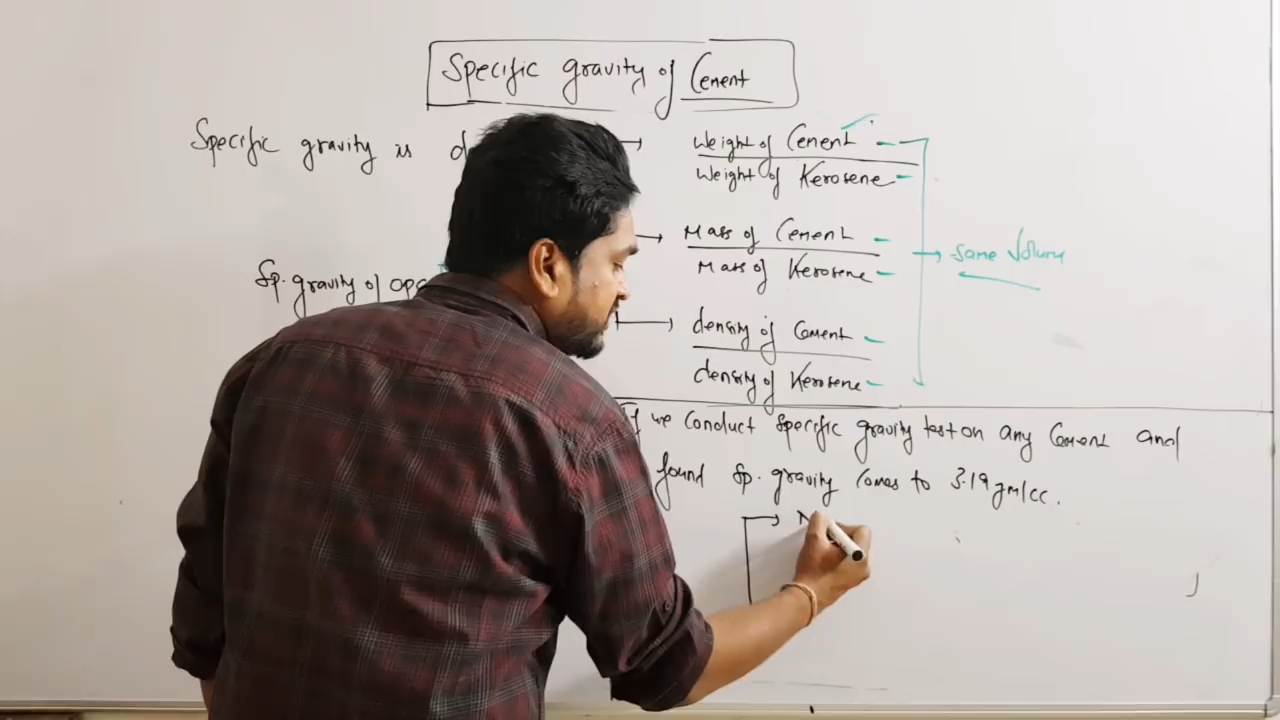 Specific gravity of Cement
Specific gravity is
Weight of Cement
Weight of Kerosene
Mass of Cement
Mass of Kerosene
same Volume
Sp. gravity of OPC
density of Cement
density of Kerosene
If we Conduct Specific gravity test on any Cement and
found Sp. gravity Comes to 3.19 gm/cc.